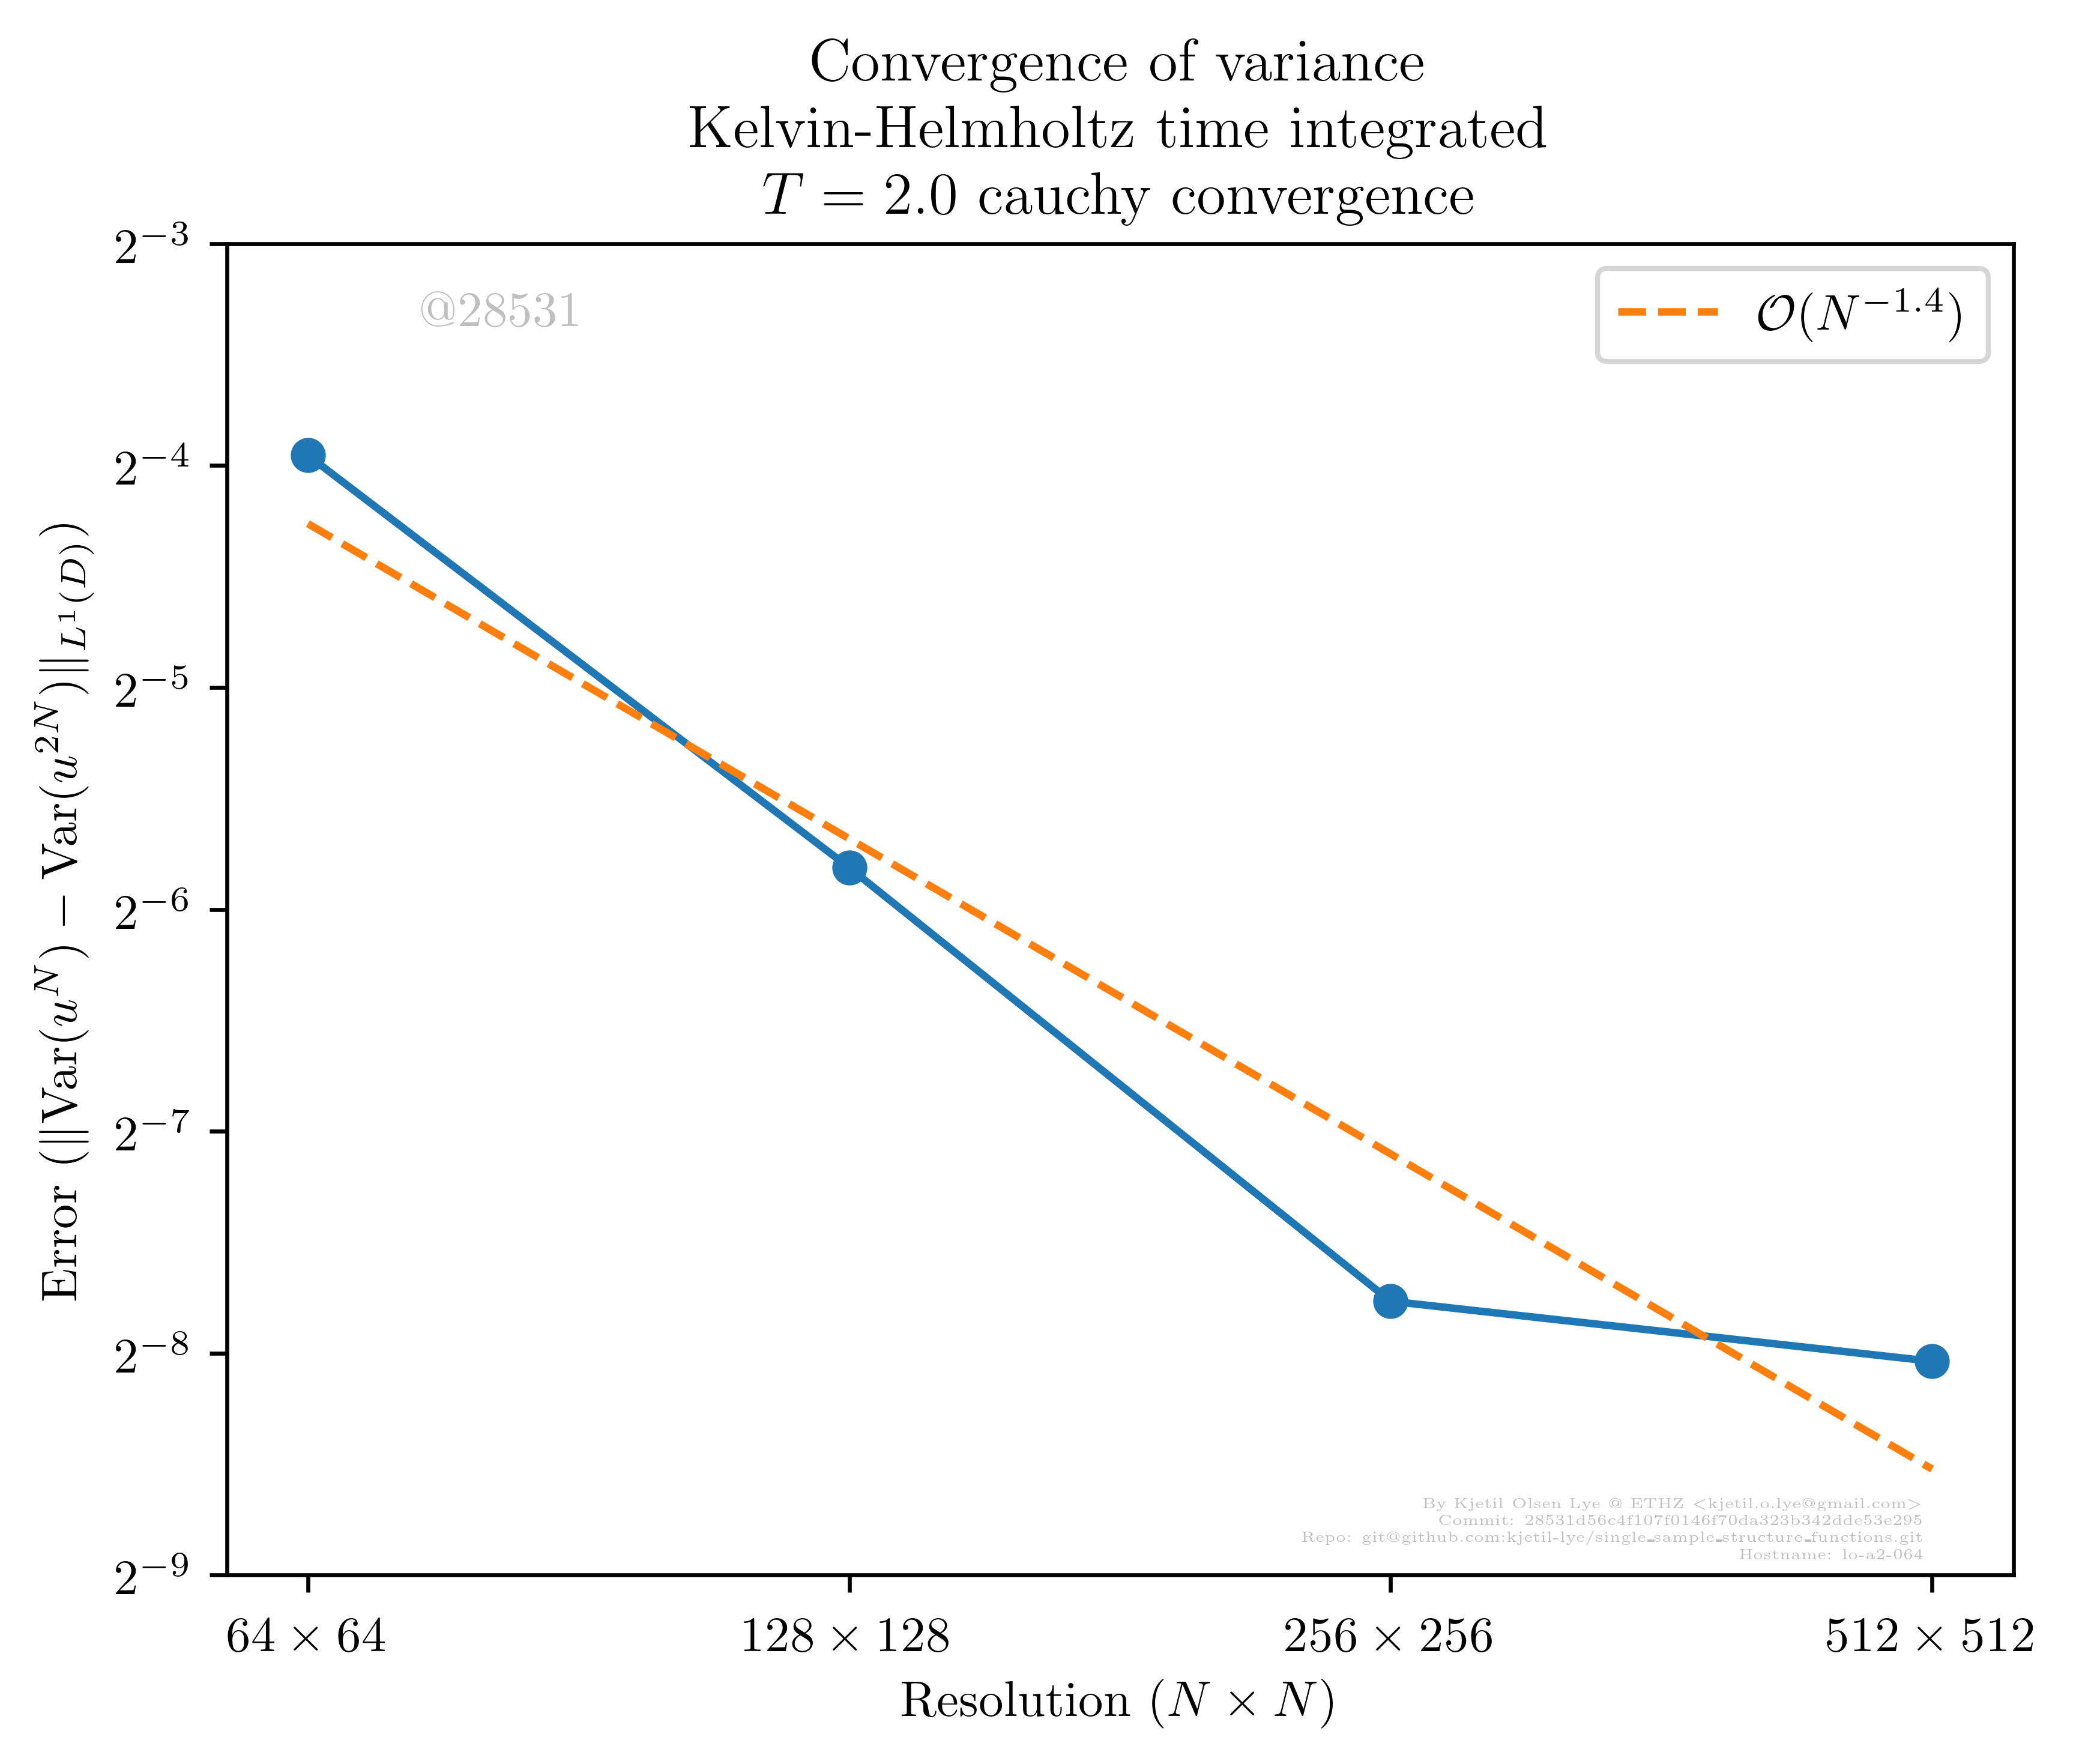 Convergence of variance
Kelvin-Helmholtz time integrated
T = 2.0 cauchy convergence
2⁻³
2⁻⁴
2⁻⁵
2⁻⁶
2⁻⁷
2⁻⁸
2⁻⁹
Error (||Var(uᴺ) − Var(u²ᴺ)||_{L¹(D)})
@28531
𝒪(N⁻¹·⁴)
By Kjetil Olsen Lye @ ETHZ <kjetil.o.lye@gmail.com>
Commit: 28531d56c4f107f0146f70da323b342dde53e295
Repo: git@github.com:kjetil-lye/single_sample_structure_functions.git
Hostname: lo-a2-064
64 × 64
128 × 128
256 × 256
512 × 512
Resolution (N × N)